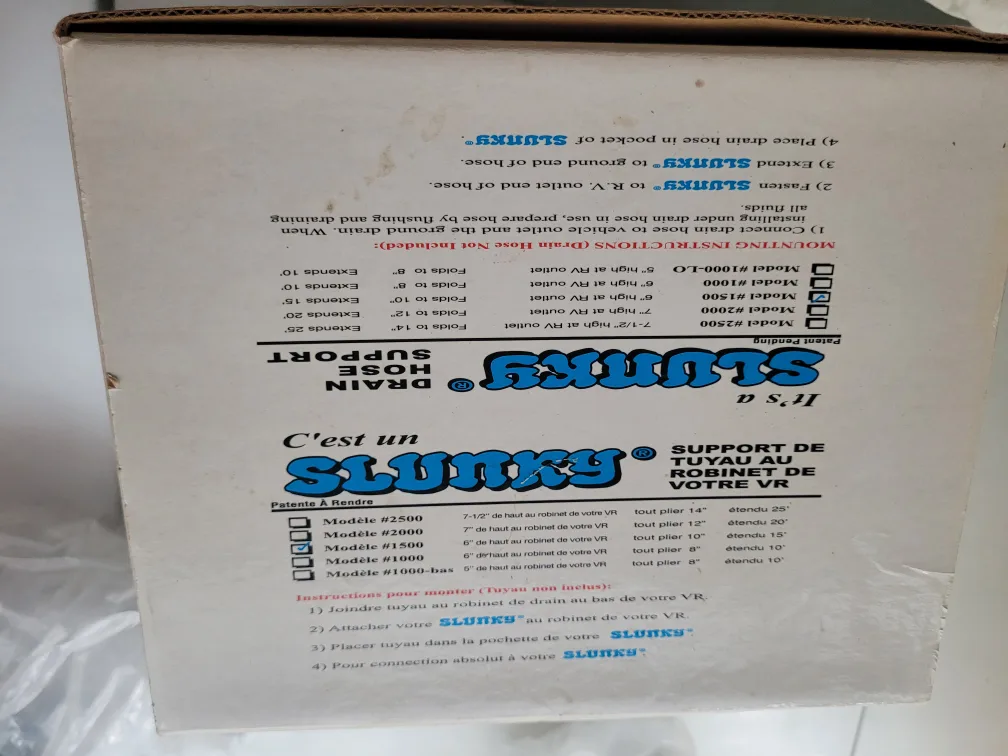 C'est un
SLUNKY®
SUPPORT DE
TUYAU AU
ROBINET DE
VOTRE VR
Patente À Rendre
Modèle #2500 7-1/2" de haut au robinet de votre VR tout plier 14" étendu 25'
Modèle #2000 7" de haut au robinet de votre VR tout plier 12" étendu 20'
Modèle #1500 6" de haut au robinet de votre VR tout plier 10" étendu 15'
Modèle #1000 6" de haut au robinet de votre VR tout plier 8" étendu 10'
Modèle #1000-bas 5" de haut au robinet de votre VR tout plier 8" étendu 10'
Instructions pour monter (Tuyau non inclus):
1) Joindre tuyau au robinet de drain au bas de votre VR.
2) Attacher votre SLUNKY® au robinet de votre VR.
3) Placer tuyau dans la pochette de votre SLUNKY®.
4) Pour connection absolut à votre SLUNKY®.
It's a
SLUNKY®
DRAIN
HOSE
SUPPORT
Patent Pending
Model #2500 7-1/2" high at RV outlet Folds to 14" Extends 25'
Model #2000 7" high at RV outlet Folds to 12" Extends 20'
Model #1500 6" high at RV outlet Folds to 10" Extends 15'
Model #1000 6" high at RV outlet Folds to 8" Extends 10'
Model #1000-LO 5" high at RV outlet Folds to 8" Extends 10'
MOUNTING INSTRUCTIONS (Drain Hose Not Included):
1) Connect drain hose to vehicle outlet and the ground drain. When
installing under drain hose in use, prepare hose by flushing and draining
all fluids.
2) Fasten SLUNKY® to R.V. outlet end of hose.
3) Extend SLUNKY® to ground end of hose.
4) Place drain hose in pocket of SLUNKY®.